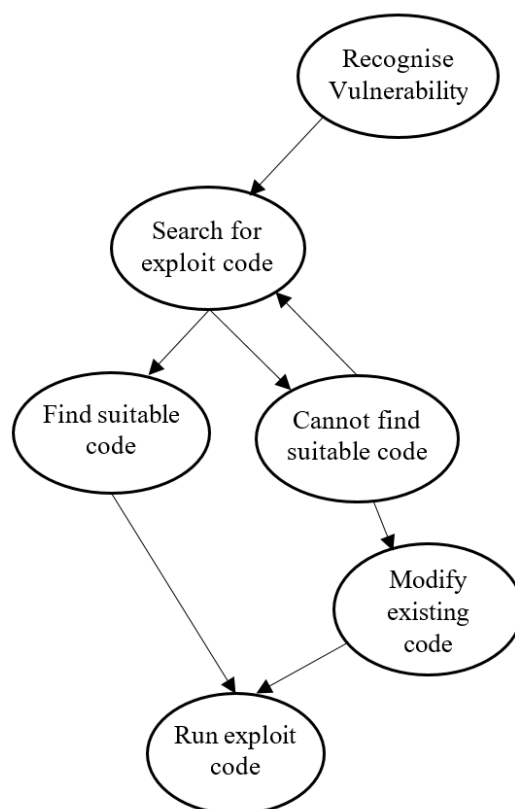 Recognise
Vulnerability
Search for
exploit code
Find suitable
code
Cannot find
suitable code
Modify
existing
code
Run exploit
code